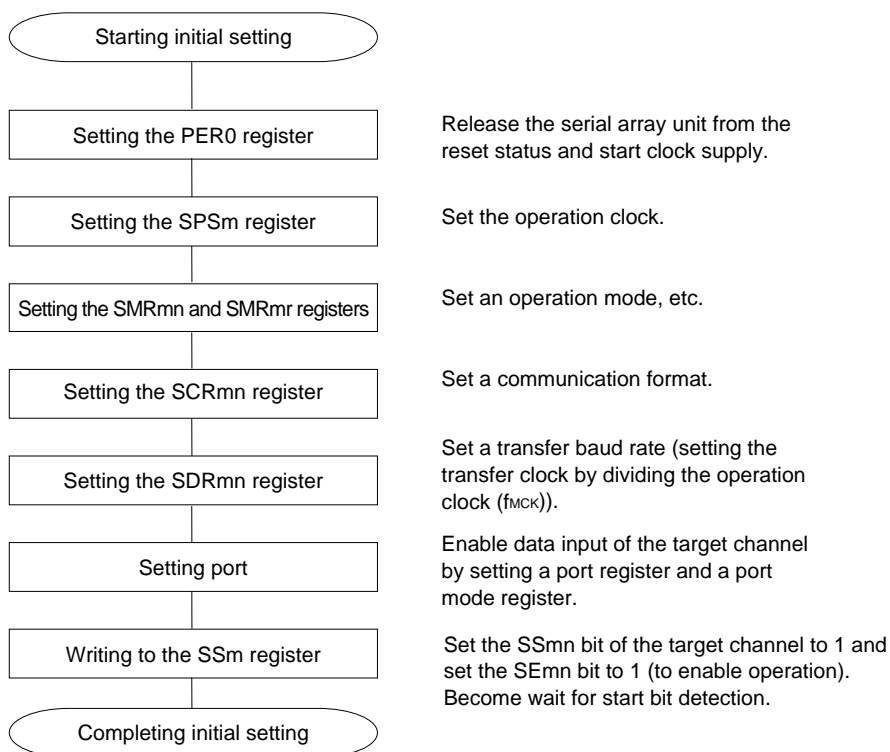 Starting initial setting
Setting the PER0 register
Release the serial array unit from the
reset status and start clock supply.
Setting the SPSm register
Set the operation clock.
Setting the SMRmn and SMRmr registers
Set an operation mode, etc.
Setting the SCRmn register
Set a communication format.
Setting the SDRmn register
Set a transfer baud rate (setting the
transfer clock by dividing the operation
clock (fMCK)).
Setting port
Enable data input of the target channel
by setting a port register and a port
mode register.
Writing to the SSm register
Set the SSmn bit of the target channel to 1 and
set the SEmn bit to 1 (to enable operation).
Become wait for start bit detection.
Completing initial setting